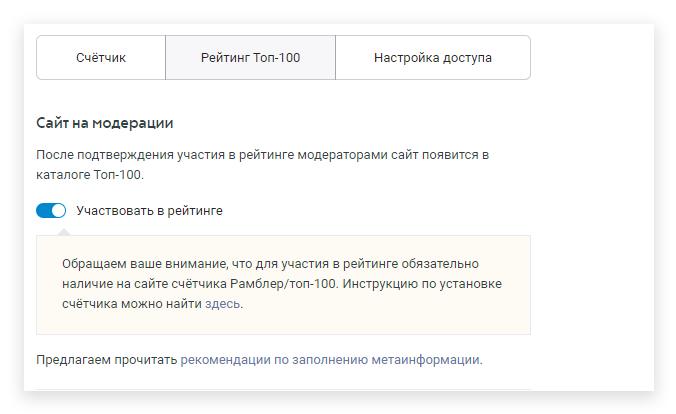 Счётчик
Рейтинг Топ-100
Настройка доступа
Сайт на модерации
После подтверждения участия в рейтинге модераторами сайт появится в
каталоге Топ-100.
Участвовать в рейтинге
Обращаем ваше внимание, что для участия в рейтинге обязательно
наличие на сайте счётчика Рамблер/топ-100. Инструкцию по установке
счётчика можно найти здесь.
Предлагаем прочитать рекомендации по заполнению метаинформации.